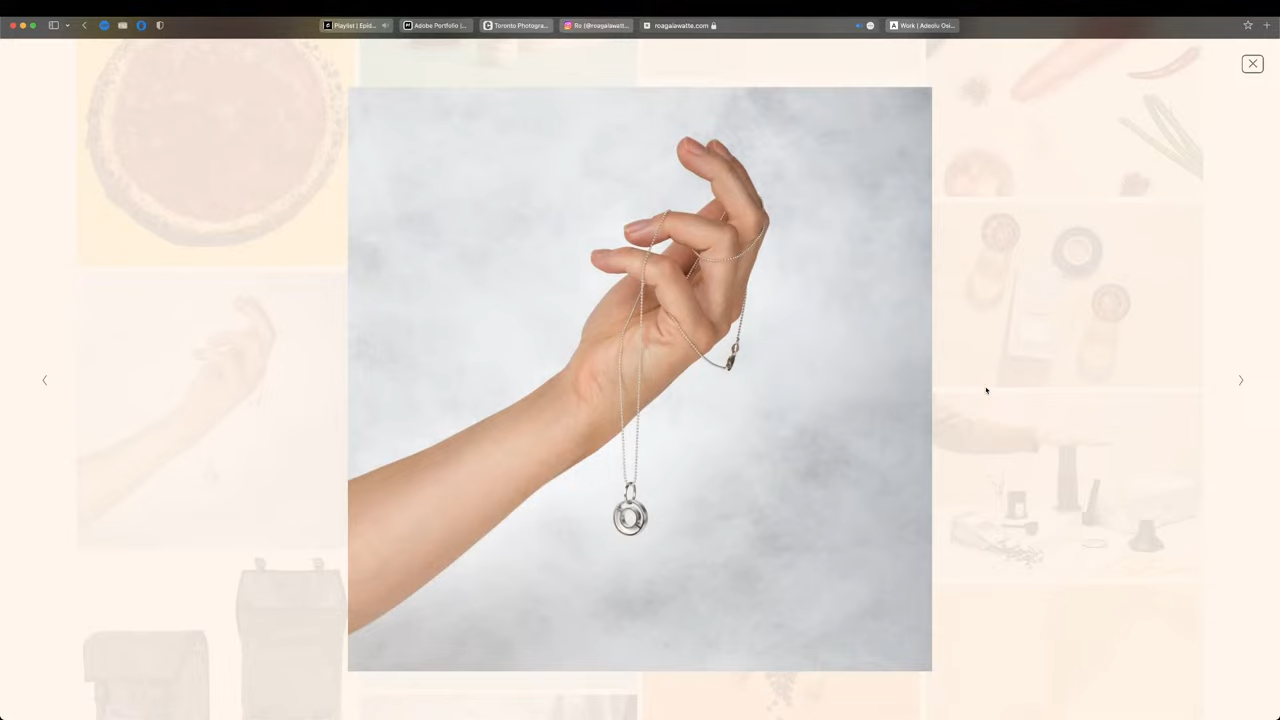 Playlist | Epid...
Adobe Portfolio |...
Toronto Photogra...
Ro (@roagalawatt...
roagalawatte.com
Work | Adeolu Osi...